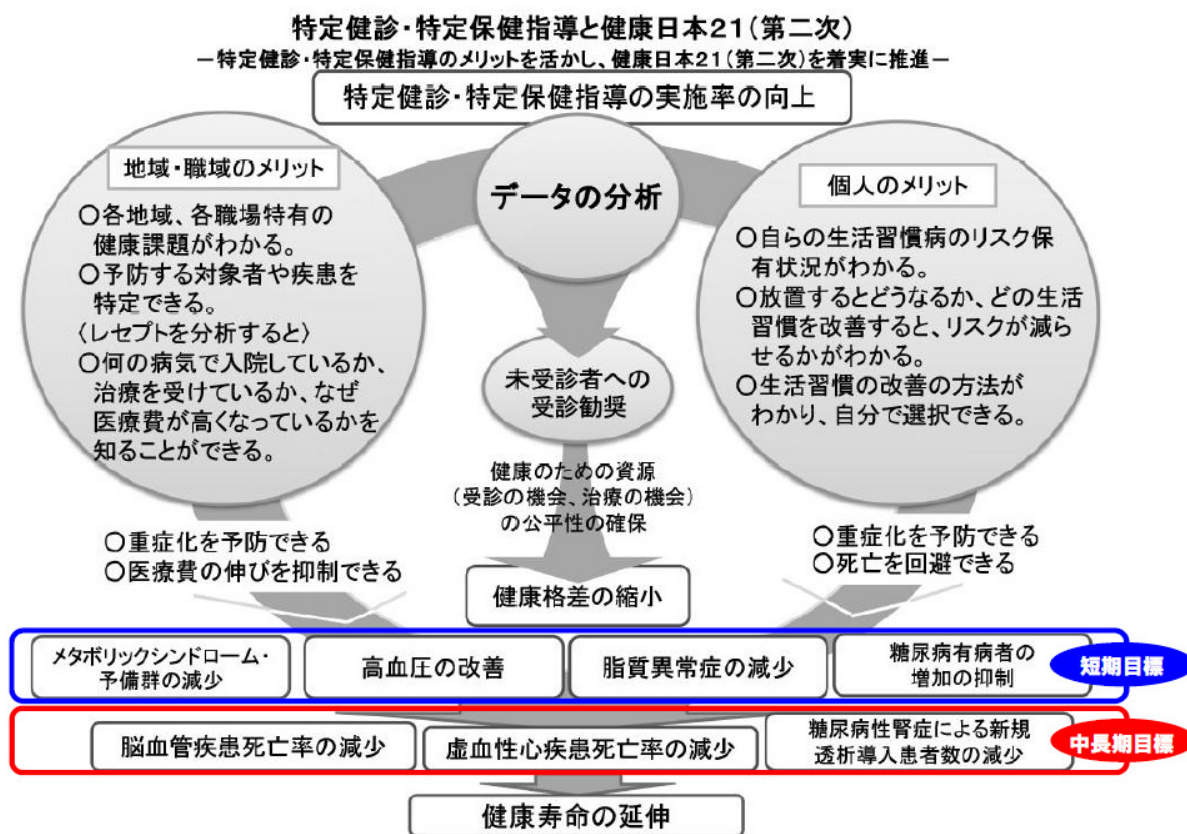 特定健診・特定保健指導と健康日本21(第二次)
－特定健診・特定保健指導のメリットを活かし、健康日本21(第二次)を着実に推進－
特定健診・特定保健指導の実施率の向上
地域・職域のメリット
○各地域、各職場特有の
健康課題がわかる。
○予防する対象者や疾患を
特定できる。
〈レセプトを分析すると〉
○何の病気で入院しているか、
治療を受けているか、なぜ
医療費が高くなっているかを
知ることができる。
○重症化を予防できる
○医療費の伸びを抑制できる
データの分析
未受診者への
受診勧奨
健康のための資源
(受診の機会、治療の機会)
の公平性の確保
健康格差の縮小
個人のメリット
○自らの生活習慣病のリスク保
有状況がわかる。
○放置するとどうなるか、どの生活
習慣を改善すると、リスクが減ら
せるかがわかる。
○生活習慣の改善の方法が
わかり、自分で選択できる。
○重症化を予防できる
○死亡を回避できる
メタボリックシンドローム・
予備群の減少
高血圧の改善
脂質異常症の減少
糖尿病有病者の
増加の抑制
短期目標
脳血管疾患死亡率の減少
虚血性心疾患死亡率の減少
糖尿病性腎症による新規
透析導入患者数の減少
中長期目標
健康寿命の延伸